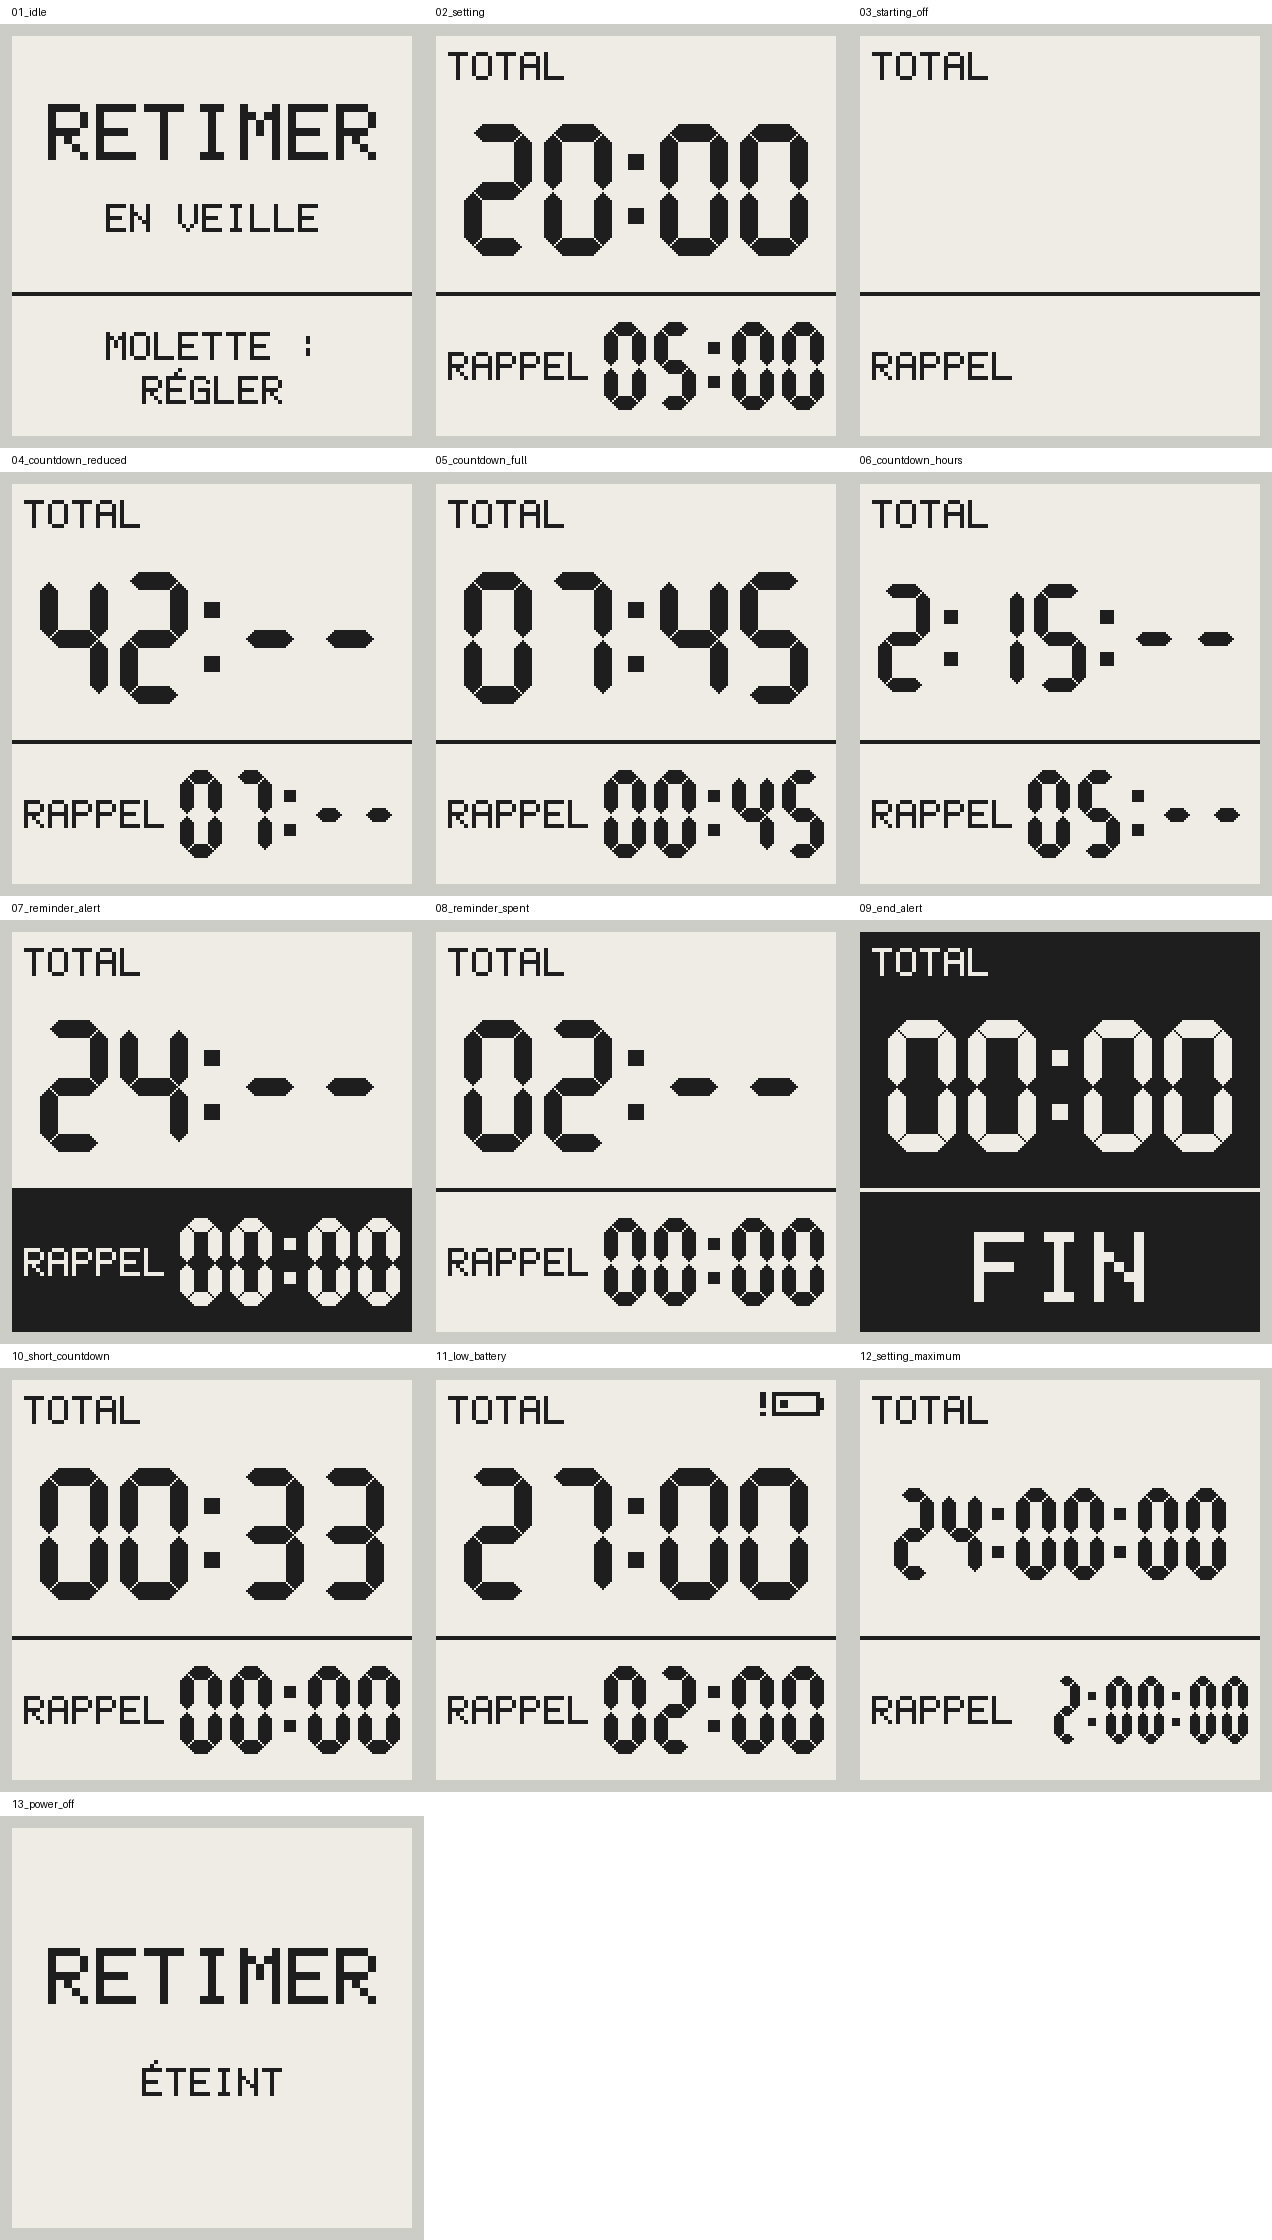 01_idle
RETIMER
EN VEILLE
MOLETTE :
RÉGLER
02_setting
TOTAL
20:00
RAPPEL 05:00
03_starting_off
TOTAL
RAPPEL
04_countdown_reduced
TOTAL
42:--
RAPPEL 07:--
05_countdown_full
TOTAL
07:45
RAPPEL 00:45
06_countdown_hours
TOTAL
2:15:--
RAPPEL 05:--
07_reminder_alert
TOTAL
24:--
RAPPEL 00:00
08_reminder_spent
TOTAL
02:--
RAPPEL 00:00
09_end_alert
TOTAL
00:00
FIN
10_short_countdown
TOTAL
00:33
RAPPEL 00:00
11_low_battery
TOTAL !
27:00
RAPPEL 02:00
12_setting_maximum
TOTAL
24:00:00
RAPPEL 2:00:00
13_power_off
RETIMER
ÉTEINT